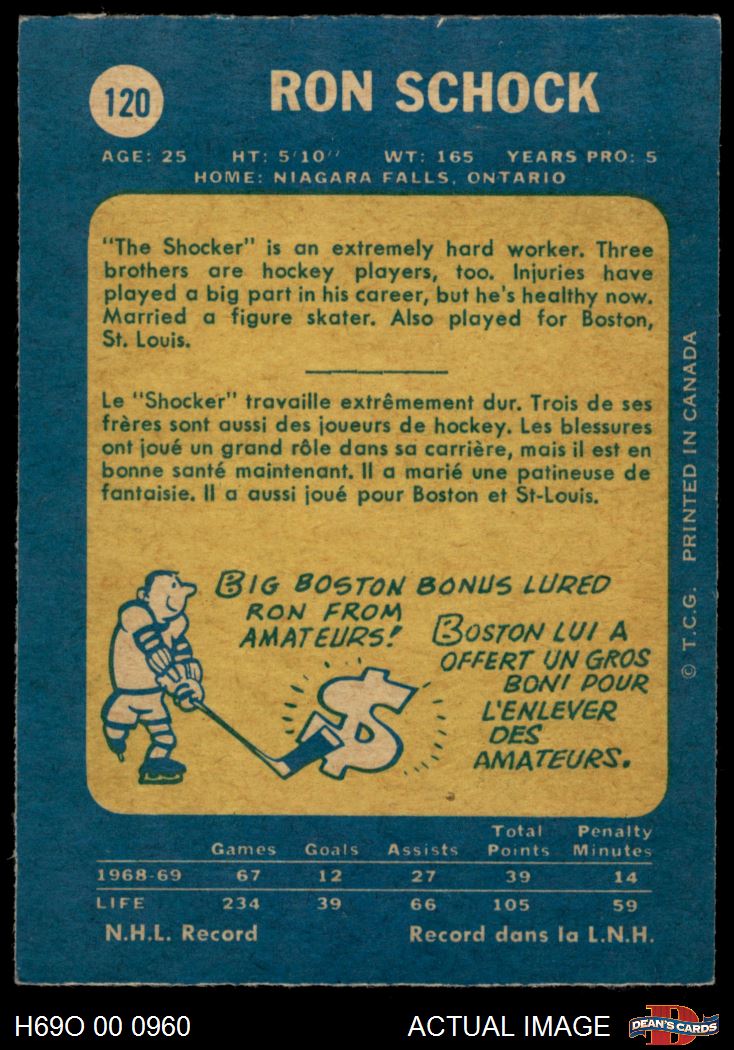 120
RON SCHOCK
AGE: 25 HT: 5'10" WT: 165 YEARS PRO: 5
HOME: NIAGARA FALLS, ONTARIO
"The Shocker" is an extremely hard worker. Three
brothers are hockey players, too. Injuries have
played a big part in his career, but he's healthy now.
Married a figure skater. Also played for Boston,
St. Louis.
Le "Shocker" travaille extrêmement dur. Trois de ses
frères sont aussi des joueurs de hockey. Les blessures
ont joué un grand rôle dans sa carrière, mais il est en
bonne santé maintenant. Il a marié une patineuse de
fantaisie. Il a aussi joué pour Boston et St-Louis.
BIG BOSTON BONUS LURED
RON FROM
AMATEURS!
BOSTON LUI A
OFFERT UN GROS
BONI POUR
L'ENLEVER
DES
AMATEURS.
$
© T.C.G. PRINTED IN CANADA
Games Goals Assists Total Points Penalty Minutes
1968-69 67 12 27 39 14
LIFE 234 39 66 105 59
N.H.L. Record Record dans la L.N.H.
H69O 00 0960 ACTUAL IMAGE
D
DEAN'S CARDS